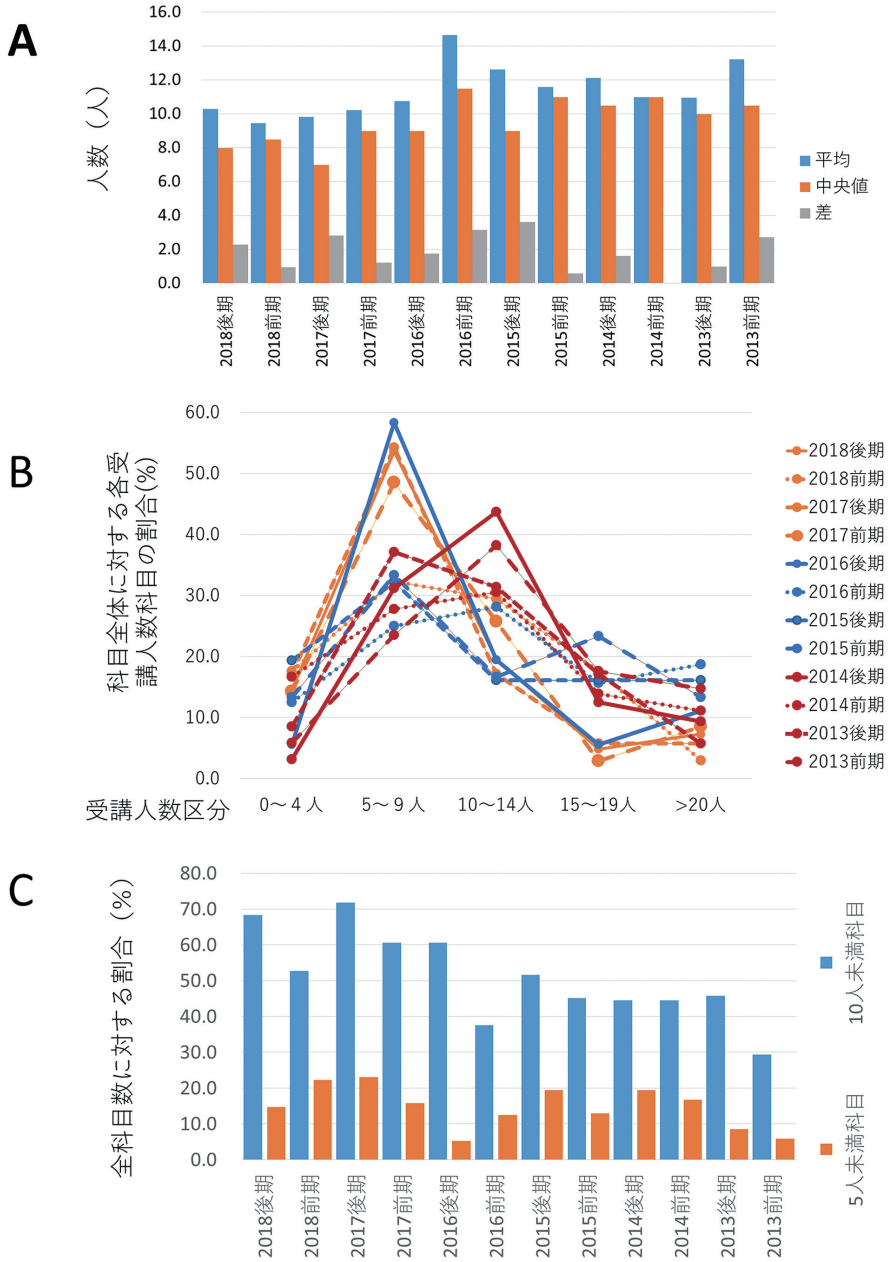 A
人数（人）
16.0
14.0
12.0
10.0
8.0
6.0
4.0
2.0
0.0
2018後期
2018前期
2017後期
2017前期
2016後期
2016前期
2015後期
2015前期
2014後期
2014前期
2013後期
2013前期
平均
中央値
差
B
科目全体に対する各受
講人数科目の割合(%)
60.0
50.0
40.0
30.0
20.0
10.0
0.0
受講人数区分
0～4人
5～9人
10～14人
15～19人
>20人
2018後期
2018前期
2017後期
2017前期
2016後期
2016前期
2015後期
2015前期
2014後期
2014前期
2013後期
2013前期
C
全科目数に対する割合（%）
80.0
70.0
60.0
50.0
40.0
30.0
20.0
10.0
0.0
2018後期
2018前期
2017後期
2017前期
2016後期
2016前期
2015後期
2015前期
2014後期
2014前期
2013後期
2013前期
10人未満科目
5人未満科目